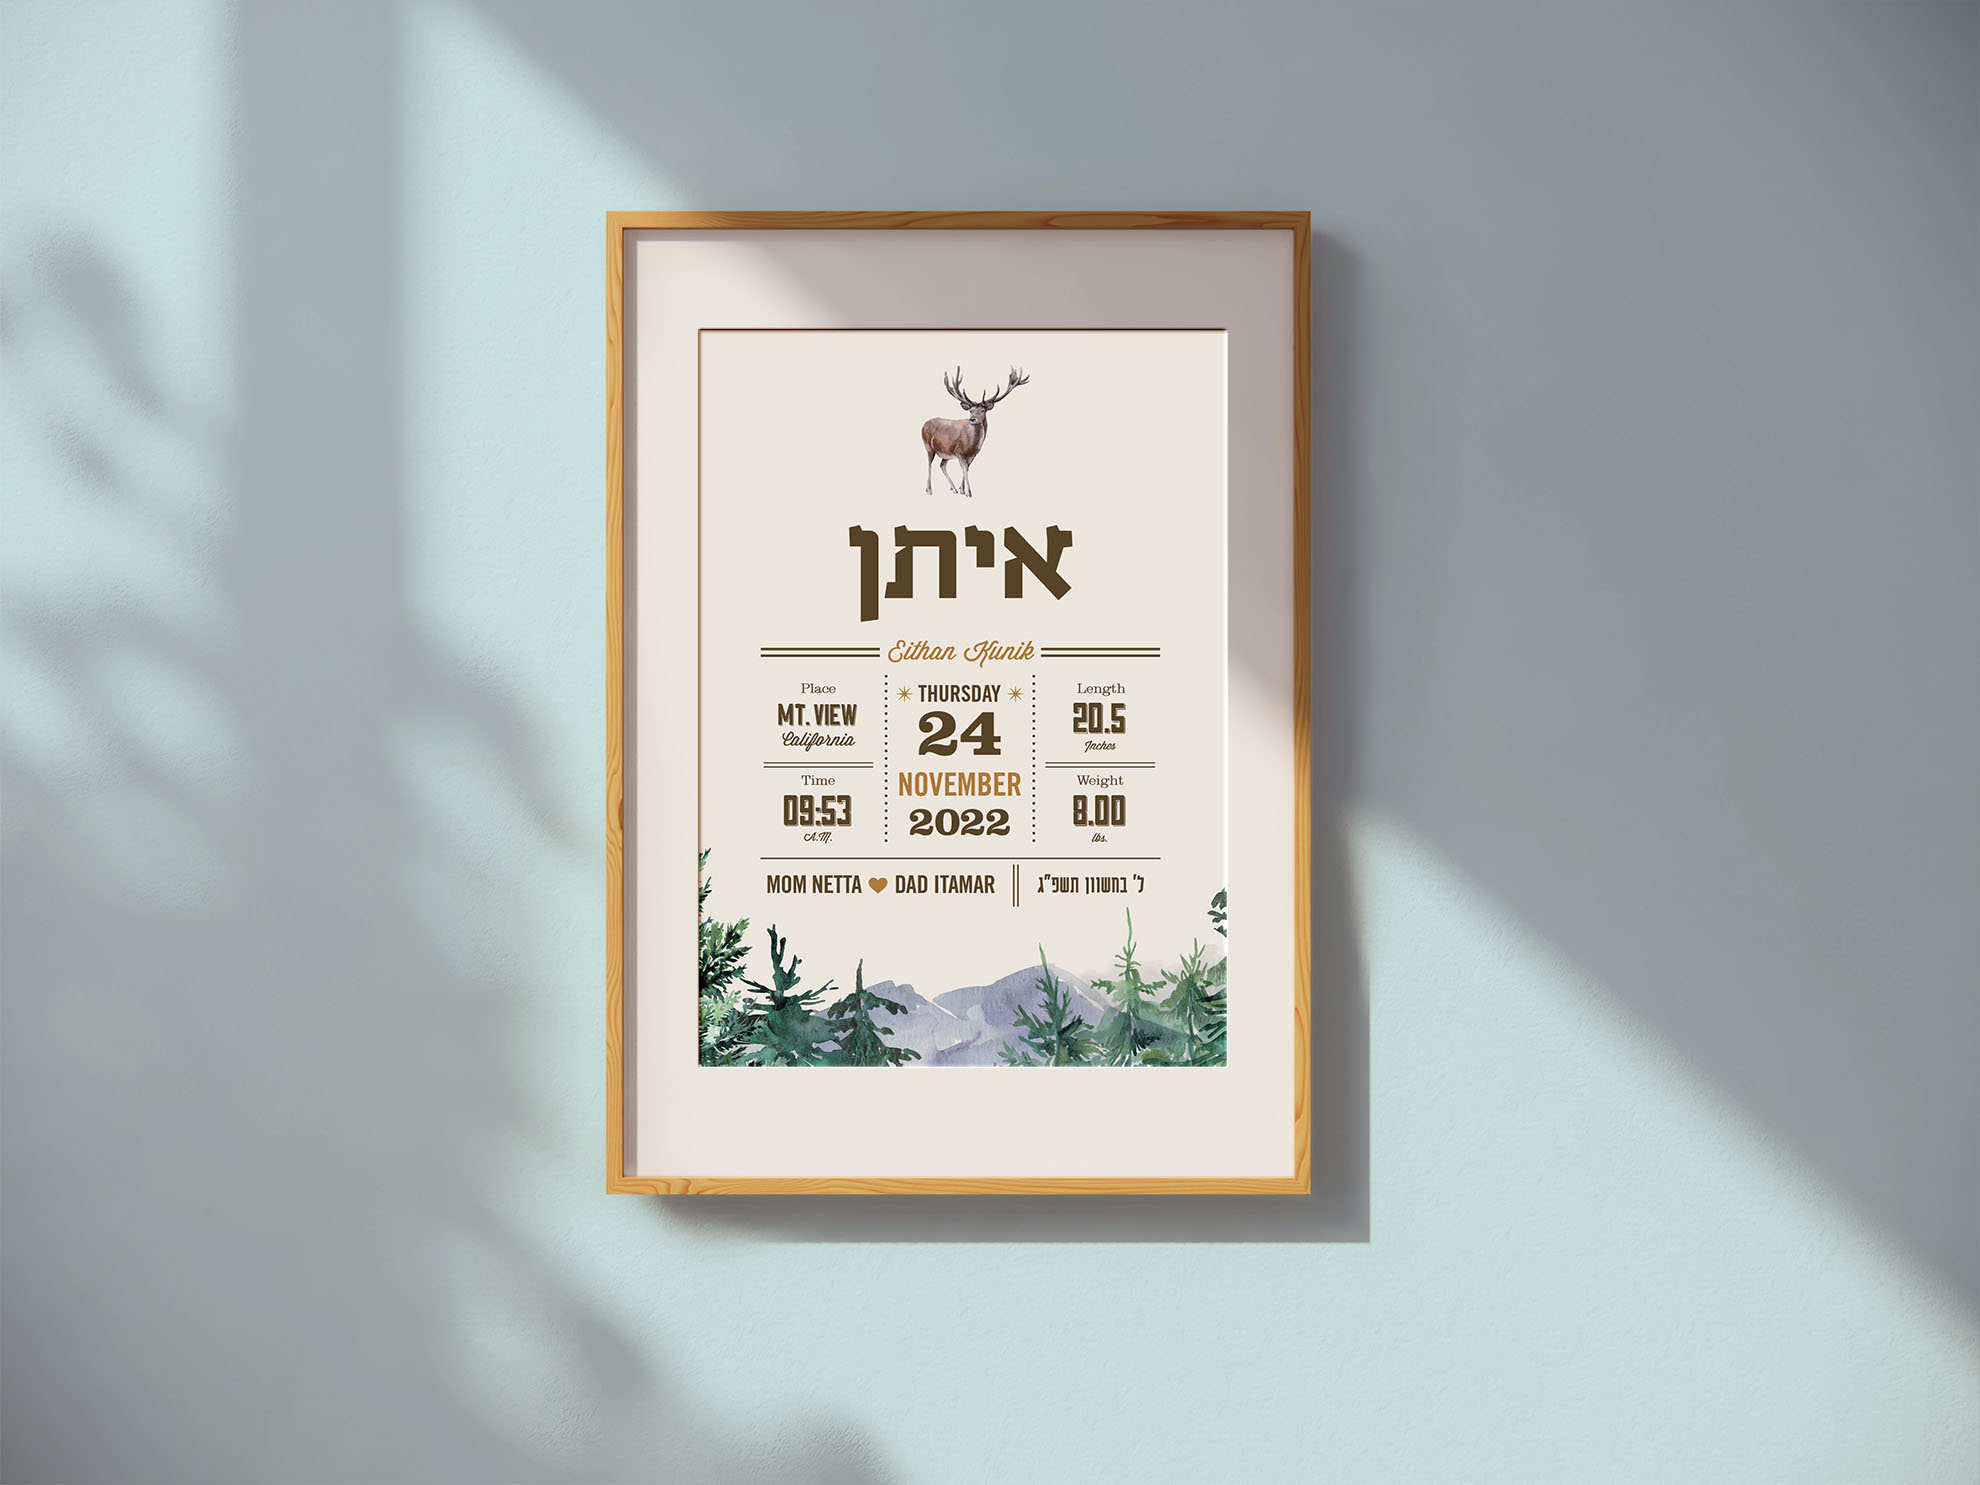 איתן
Eithan Kunik
Place
MT. VIEW
California
Time
09:53
A.M.
THURSDAY
24
NOVEMBER
2022
Length
20.5
Inches
Weight
8.00
lbs.
MOM NETTA ♥ DAD ITAMAR
ל' בחשוון תשפ"ג